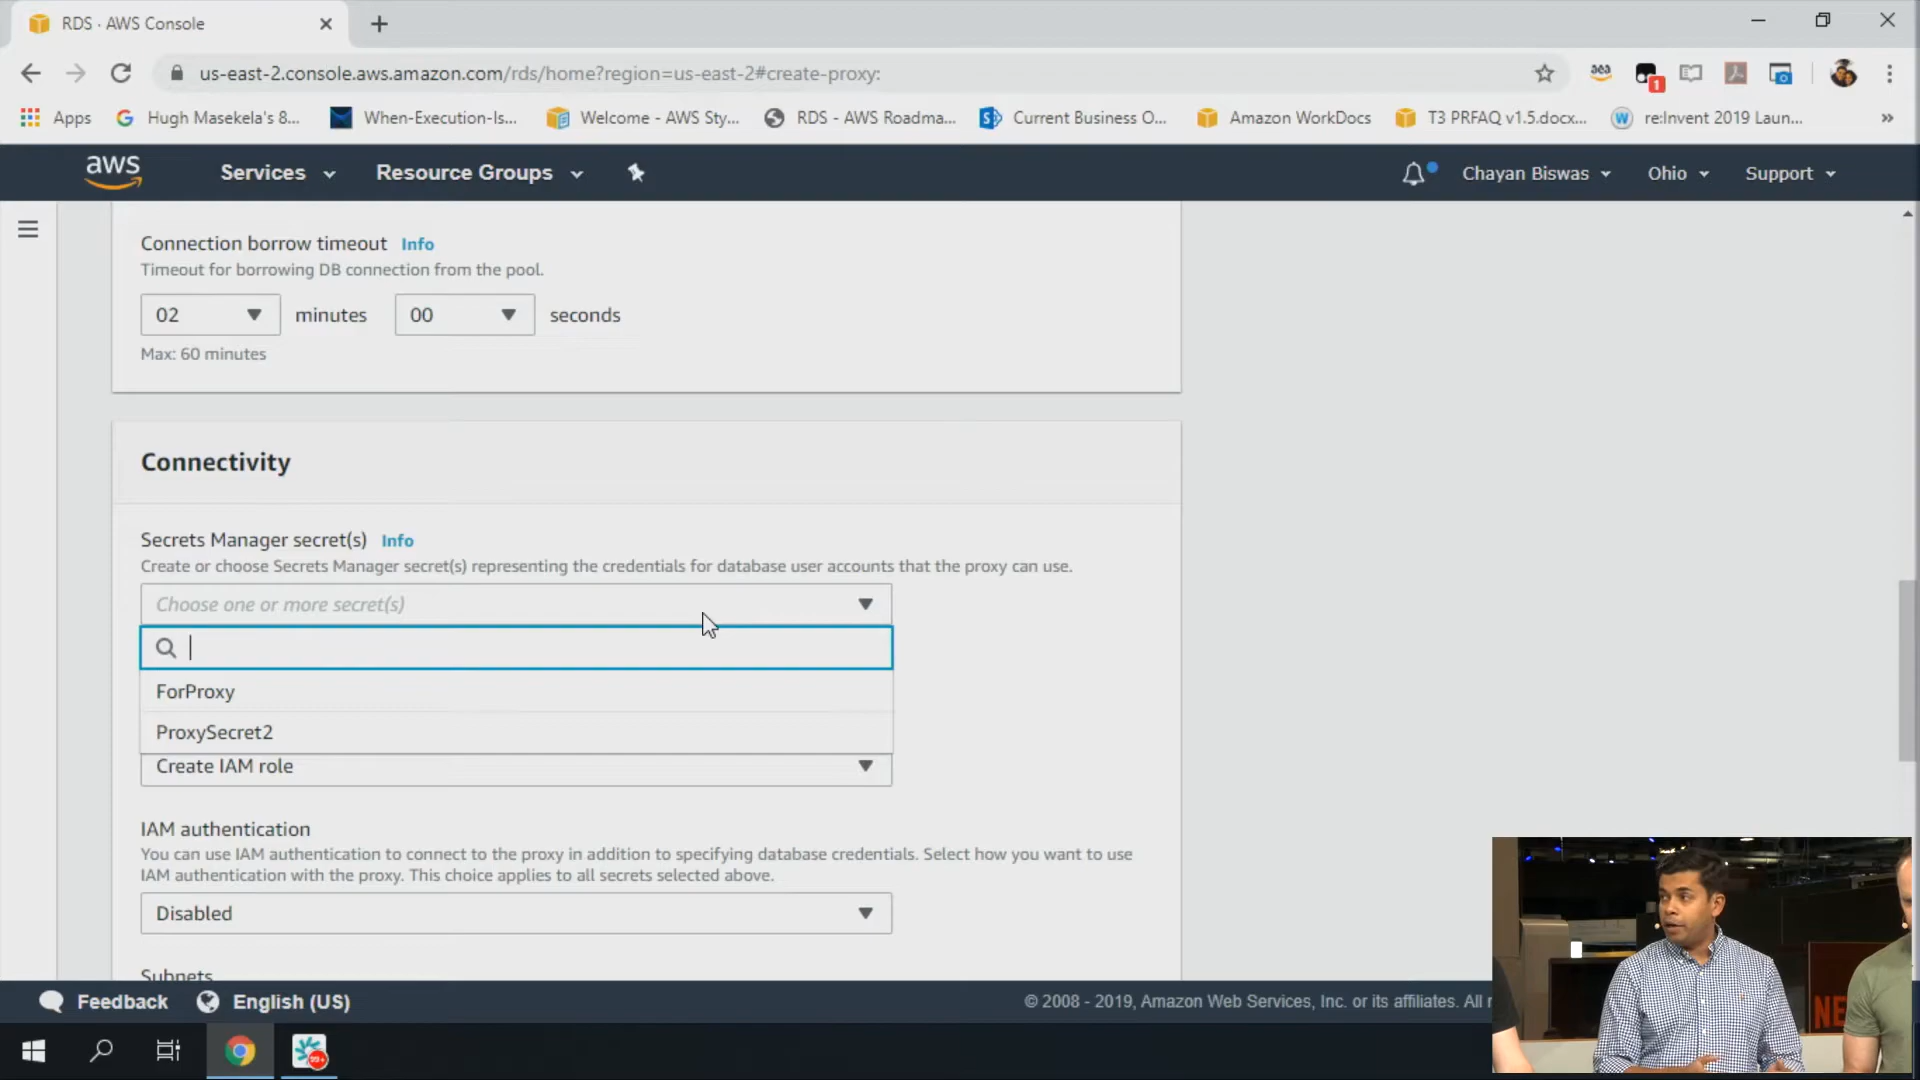 RDS · AWS Console
us-east-2.console.aws.amazon.com/rds/home?region=us-east-2#create-proxy:
1
Apps
Hugh Masekela's 8...
When-Execution-Is...
Welcome - AWS Sty...
RDS - AWS Roadma...
Current Business O...
Amazon WorkDocs
T3 PRFAQ v1.5.docx...
re:Invent 2019 Laun...
»
aws
Services
Resource Groups
Chayan Biswas
Ohio
Support
Connection borrow timeout Info
Timeout for borrowing DB connection from the pool.
02 minutes 00 seconds
Max: 60 minutes
Connectivity
Secrets Manager secret(s) Info
Create or choose Secrets Manager secret(s) representing the credentials for database user accounts that the proxy can use.
Choose one or more secret(s)
ForProxy
ProxySecret2
Create IAM role
IAM authentication
You can use IAM authentication to connect to the proxy in addition to specifying database credentials. Select how you want to use
IAM authentication with the proxy. This choice applies to all secrets selected above.
Disabled
Subnets
Feedback
English (US)
© 2008 - 2019, Amazon Web Services, Inc. or its affiliates. All
99+
NE